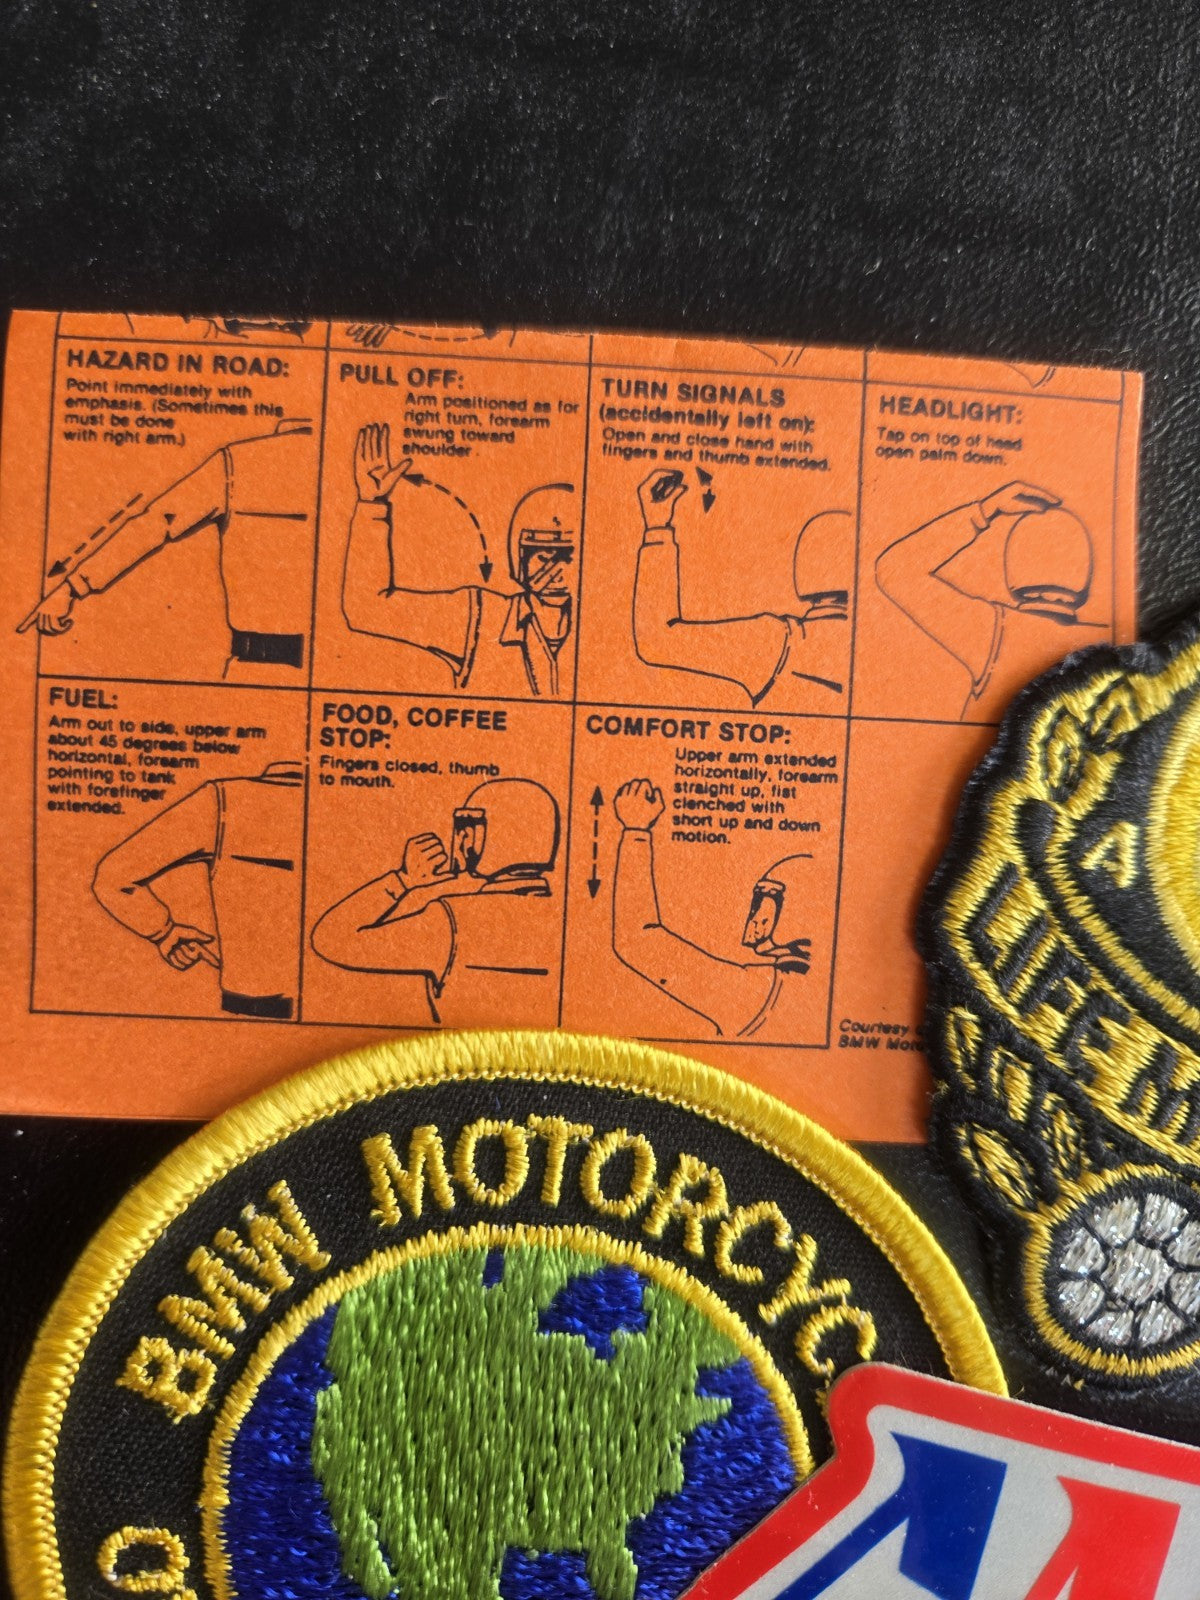 HAZARD IN ROAD:
Point immediately with
emphasis. (Sometimes this
must be done
with right arm.)
PULL OFF:
Arm positioned as for
right turn, forearm
swung toward
shoulder.
TURN SIGNALS
(accidentally left on):
Open and close hand with
fingers and thumb extended.
HEADLIGHT:
Tap on top of head
open palm down.
FUEL:
Arm out to side, upper arm
about 45 degrees below
horizontal, forearm
pointing to tank
with forefinger
extended.
FOOD, COFFEE
STOP:
Fingers closed, thumb
to mouth.
COMFORT STOP:
Upper arm extended
horizontally, forearm
straight up, fist
clenched with
short up and down
motion.
Courtesy
BMW
A
BMW MOTORCYC